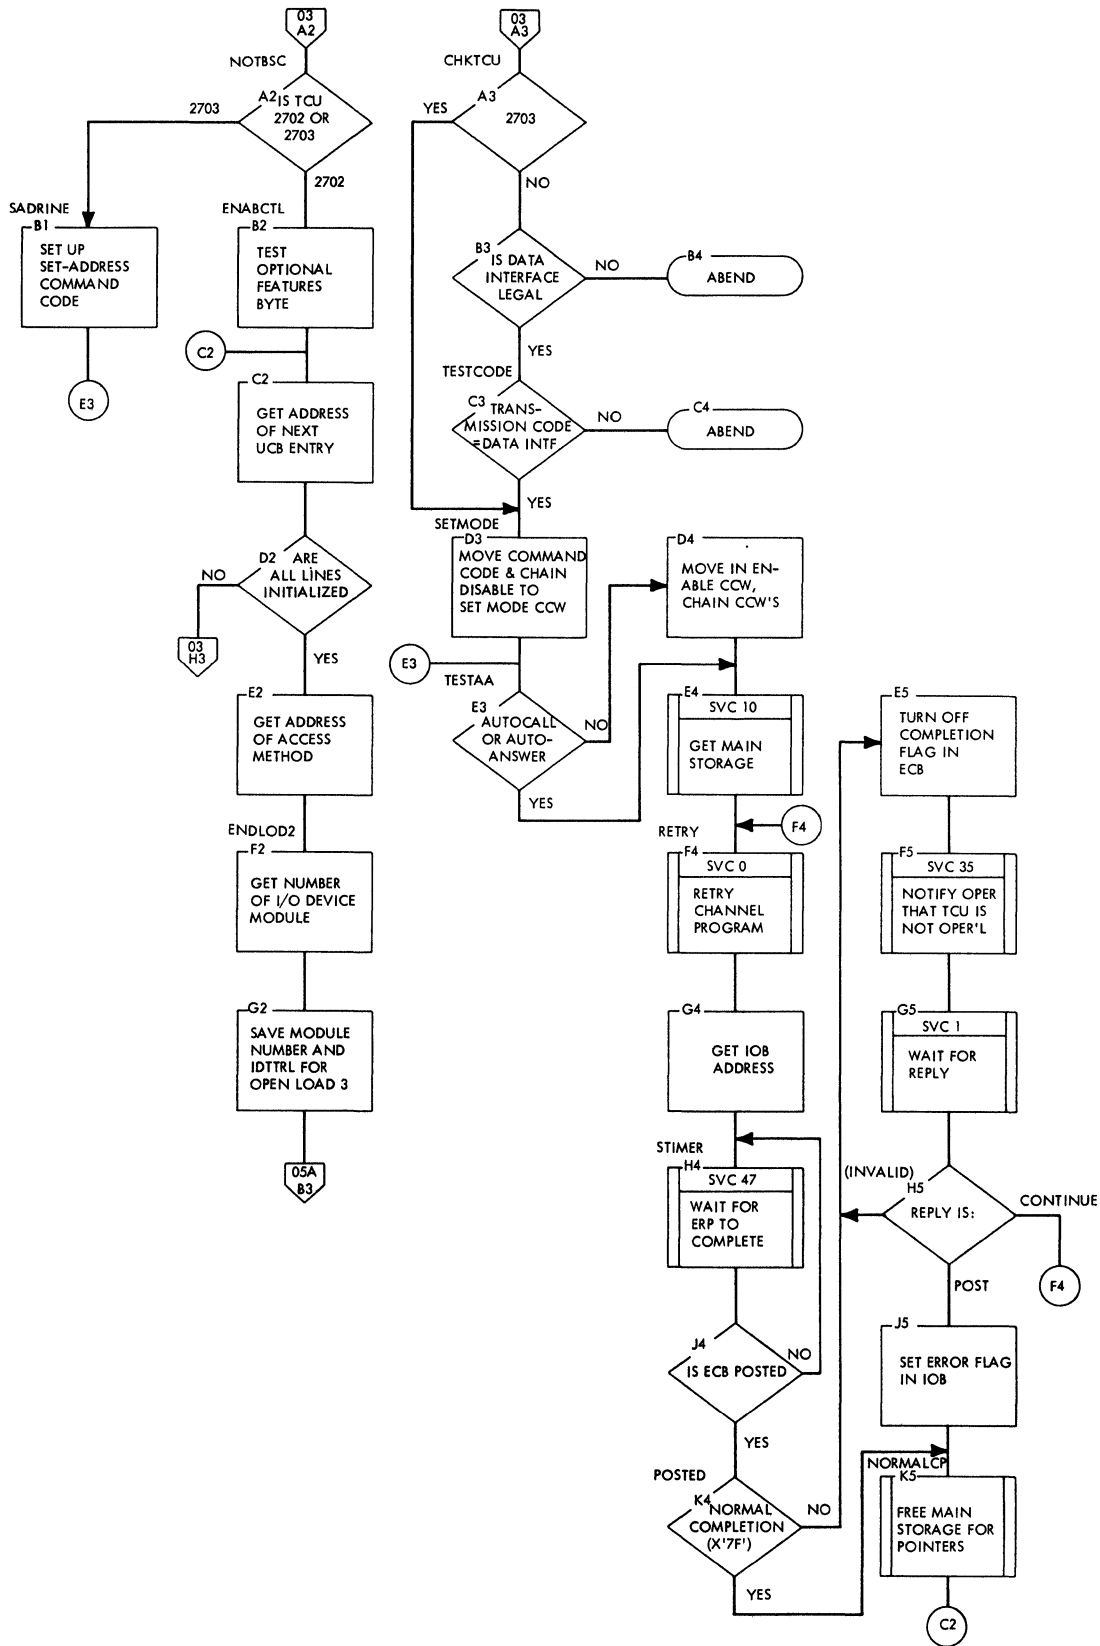 03
A2
NOTBSC
A2
IS TCU
2702 OR
2703
2703
2702
SADRINE
B1
SET UP
SET-ADDRESS
COMMAND
CODE
E3
ENABCTL
B2
TEST
OPTIONAL
FEATURES
BYTE
C2
C2
GET ADDRESS
OF NEXT
UCB ENTRY
D2
ARE
ALL LINES
INITIALIZED
NO
03
H3
YES
E2
GET ADDRESS
OF ACCESS
METHOD
ENDLOD2
F2
GET NUMBER
OF I/O DEVICE
MODULE
G2
SAVE MODULE
NUMBER AND
IDTTRL FOR
OPEN LOAD 3
05A
B3
03
A3
CHKTCU
A3
2703
YES
NO
B3
IS DATA
INTERFACE
LEGAL
NO
B4
ABEND
YES
TESTCODE
C3
TRANS-
MISSION CODE
=DATA INTF
NO
C4
ABEND
YES
SETMODE
D3
MOVE COMMAND
CODE & CHAIN
DISABLE TO
SET MODE CCW
E3
TESTAA
E3
AUTOCALL
OR AUTO-
ANSWER
NO
YES
D4
MOVE IN EN-
ABLE CCW,
CHAIN CCW'S
E4
SVC 10
GET MAIN
STORAGE
F4
RETRY
F4
SVC 0
RETRY
CHANNEL
PROGRAM
G4
GET IOB
ADDRESS
STIMER
H4
SVC 47
WAIT FOR
ERP TO
COMPLETE
J4
IS ECB POSTED
NO
YES
POSTED
K4
NORMAL
COMPLETION
(X'7F')
NO
YES
E5
TURN OFF
COMPLETION
FLAG IN
ECB
F5
SVC 35
NOTIFY OPER
THAT TCU IS
NOT OPER'L
G5
SVC 1
WAIT FOR
REPLY
(INVALID)
H5
REPLY IS:
CONTINUE
F4
POST
J5
SET ERROR FLAG
IN IOB
NORMALCP
K5
FREE MAIN
STORAGE FOR
POINTERS
C2